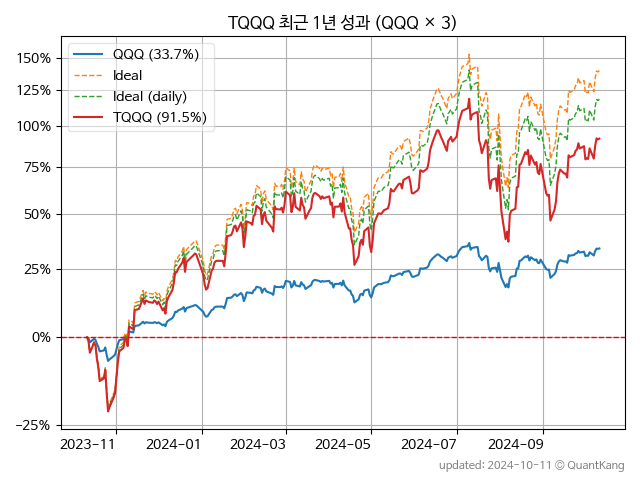 TQQQ 최근 1년 성과 (QQQ × 3)
QQQ (33.7%)
Ideal
Ideal (daily)
TQQQ (91.5%)
150%
125%
100%
75%
50%
25%
0%
−25%
2023−11
2024−01
2024−03
2024−05
2024−07
2024−09
updated: 2024-10-11 © QuantKang